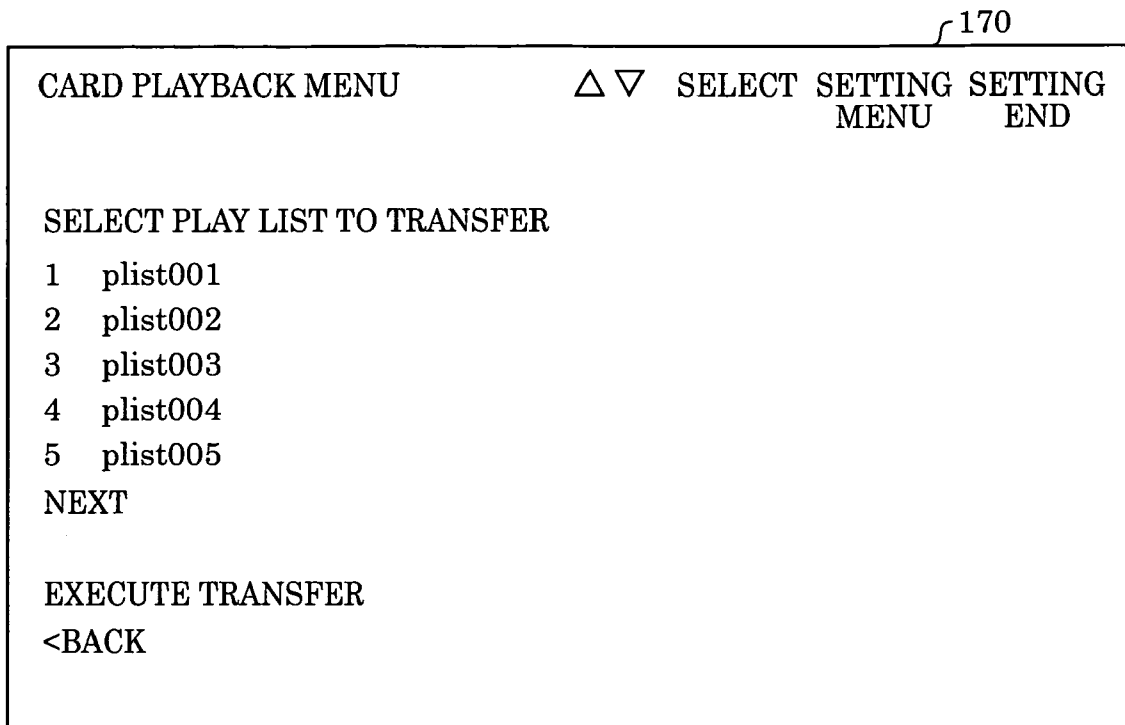 170
CARD PLAYBACK MENU △ ▽ SELECT SETTING MENU SETTING END
SELECT PLAY LIST TO TRANSFER
1 plist001
2 plist002
3 plist003
4 plist004
5 plist005
NEXT
EXECUTE TRANSFER
<BACK